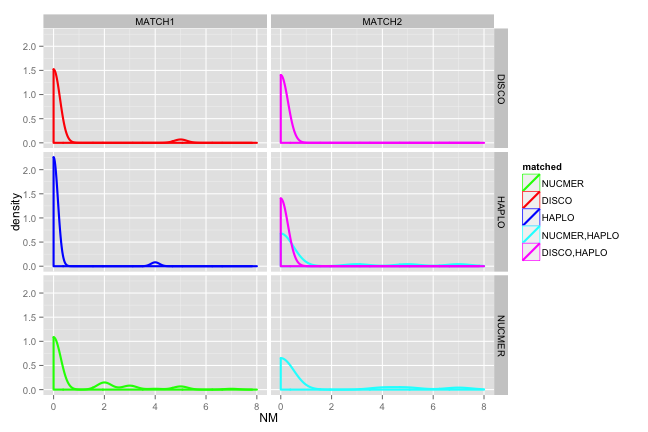 MATCH1
MATCH2
2.0
1.5
1.0
0.5
0.0
DISCO
2.0
1.5
1.0
0.5
0.0
HAPLO
2.0
1.5
1.0
0.5
0.0
NUCMER
0 2 4 6 8
0 2 4 6 8
NM
density
matched
NUCMER
DISCO
HAPLO
NUCMER,HAPLO
DISCO,HAPLO